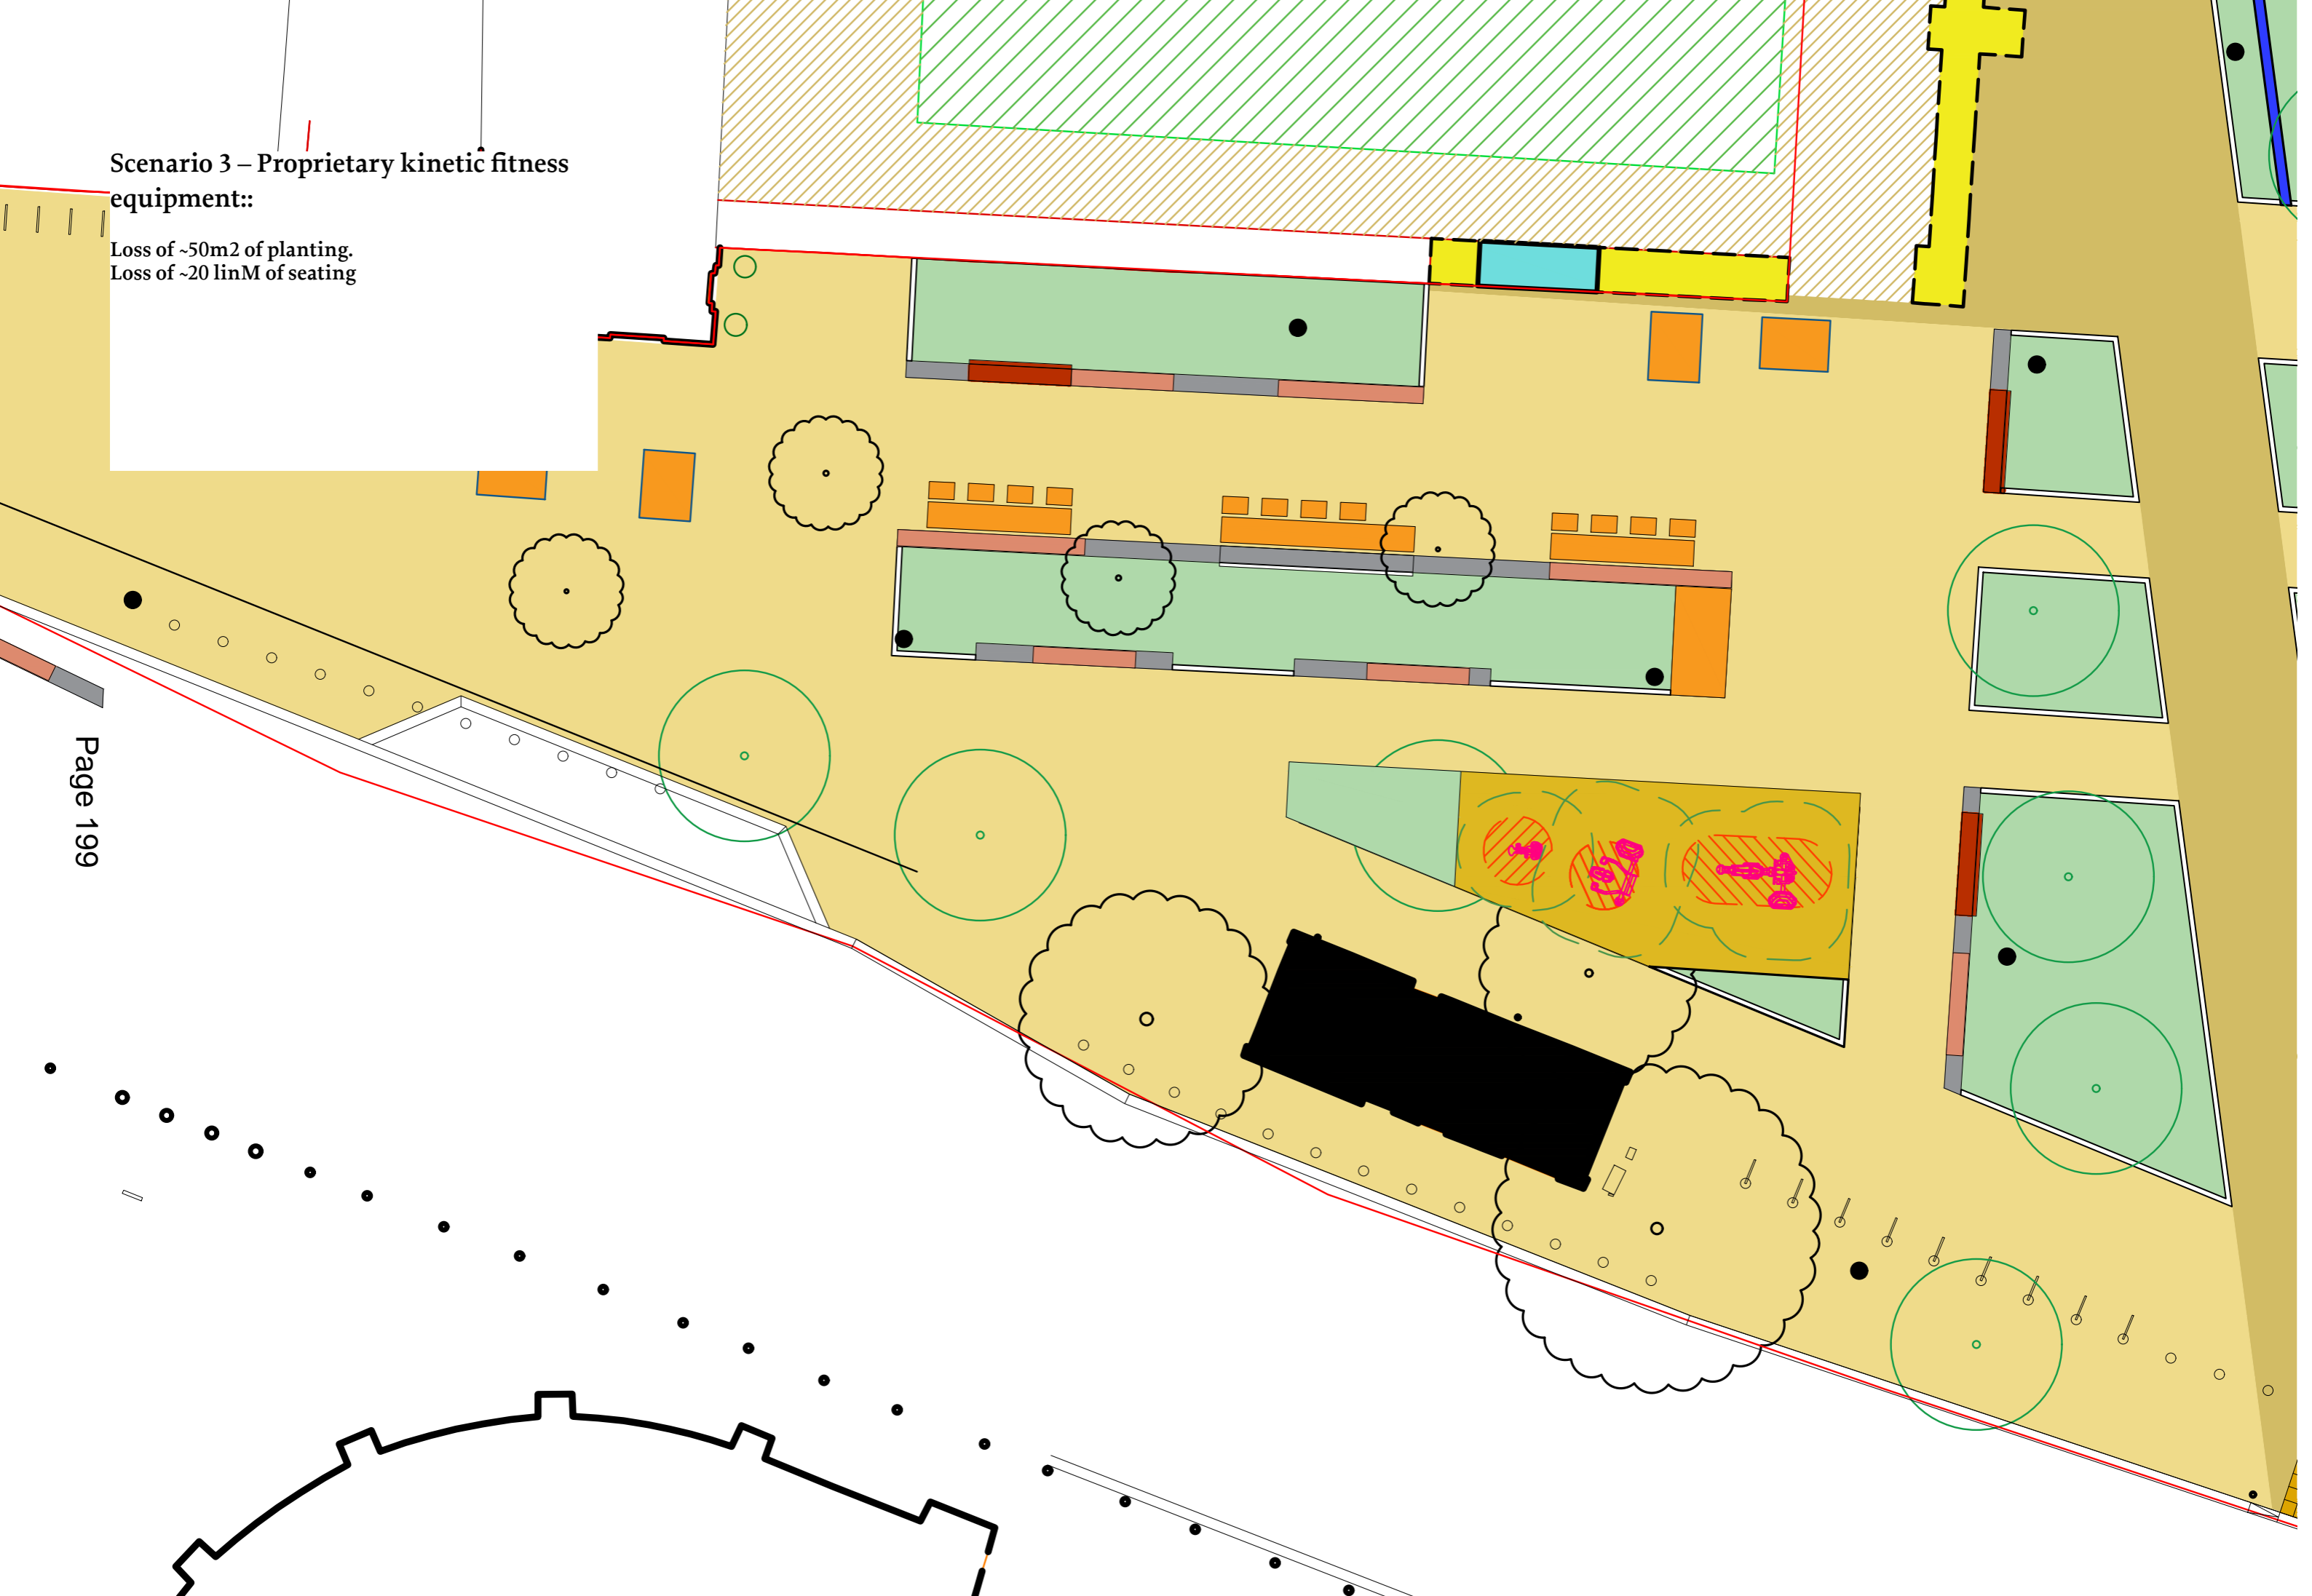 Scenario 3 – Proprietary kinetic fitness
equipment::
Loss of ~50m2 of planting.
Loss of ~20 linM of seating
Page 199